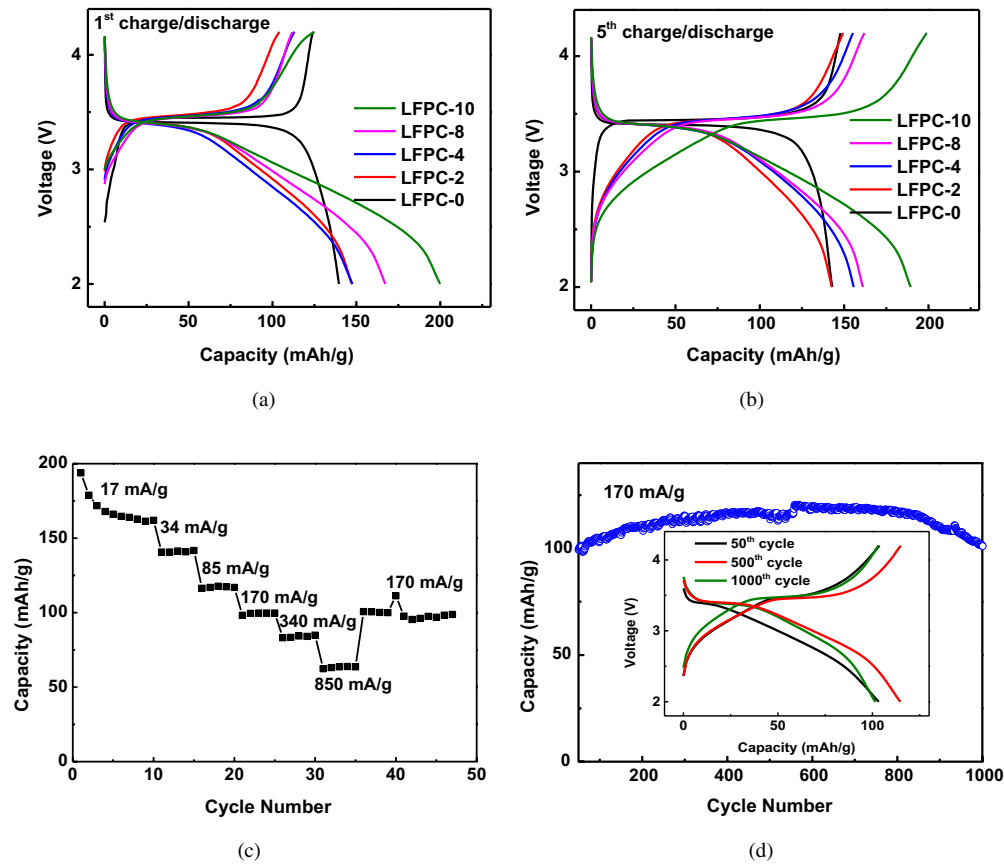 1st charge/discharge
4
3
2
Voltage (V)
LFPC-10
LFPC-8
LFPC-4
LFPC-2
LFPC-0
0 50 100 150 200
Capacity (mAh/g)
(a)
5th charge/discharge
4
3
2
Voltage (V)
LFPC-10
LFPC-8
LFPC-4
LFPC-2
LFPC-0
0 50 100 150 200
Capacity (mAh/g)
(b)
200
150
100
50
0
Capacity (mAh/g)
17 mA/g
34 mA/g
85 mA/g
170 mA/g
340 mA/g
850 mA/g
170 mA/g
0 10 20 30 40 50
Cycle Number
(c)
170 mA/g
100
50
0
Capacity (mAh/g)
50th cycle
500th cycle
1000th cycle
4
3
2
Voltage (V)
0 50 100
Capacity (mAh/g)
200 400 600 800 1000
Cycle Number
(d)